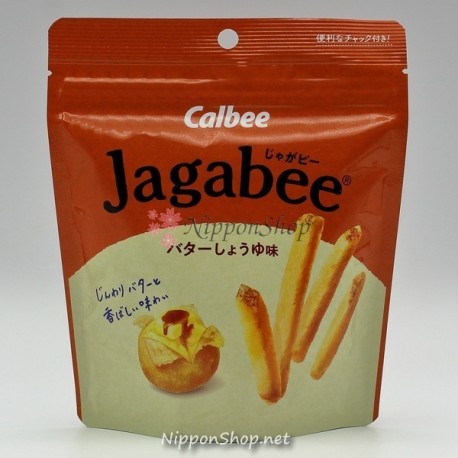 便利なチャック付き!
Calbee
じゃがビー
Jagabee®
NipponShop
バターしょうゆ味
じんわりバターと
香ばしい味わい
NipponShop.net